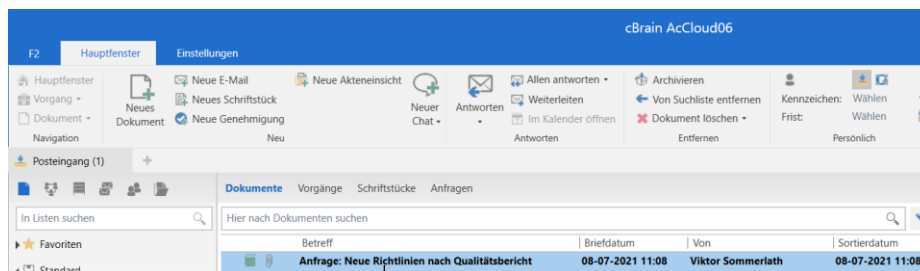 cBrain AcCloud06
F2 Hauptfenster Einstellungen
Hauptfenster
Vorgang
Dokument
Navigation
Neues Dokument
Neue E-Mail
Neues Schriftstück
Neue Genehmigung
Neue Akteneinsicht
Neuer Chat
Neu
Antworten
Allen antworten
Weiterleiten
Im Kalender öffnen
Antworten
Archivieren
Von Suchliste entfernen
Dokument löschen
Entfernen
Kennzeichen: Wählen
Frist: Wählen
Persönlich
Posteingang (1) +
Dokumente Vorgänge Schriftstücke Anfragen
In Listen suchen
Hier nach Dokumenten suchen
Favoriten
Standard
Betreff Briefdatum Von Sortierdatum
Anfrage: Neue Richtlinien nach Qualitätsbericht 08-07-2021 11:08 Viktor Sommerlath 08-07-2021 11:08